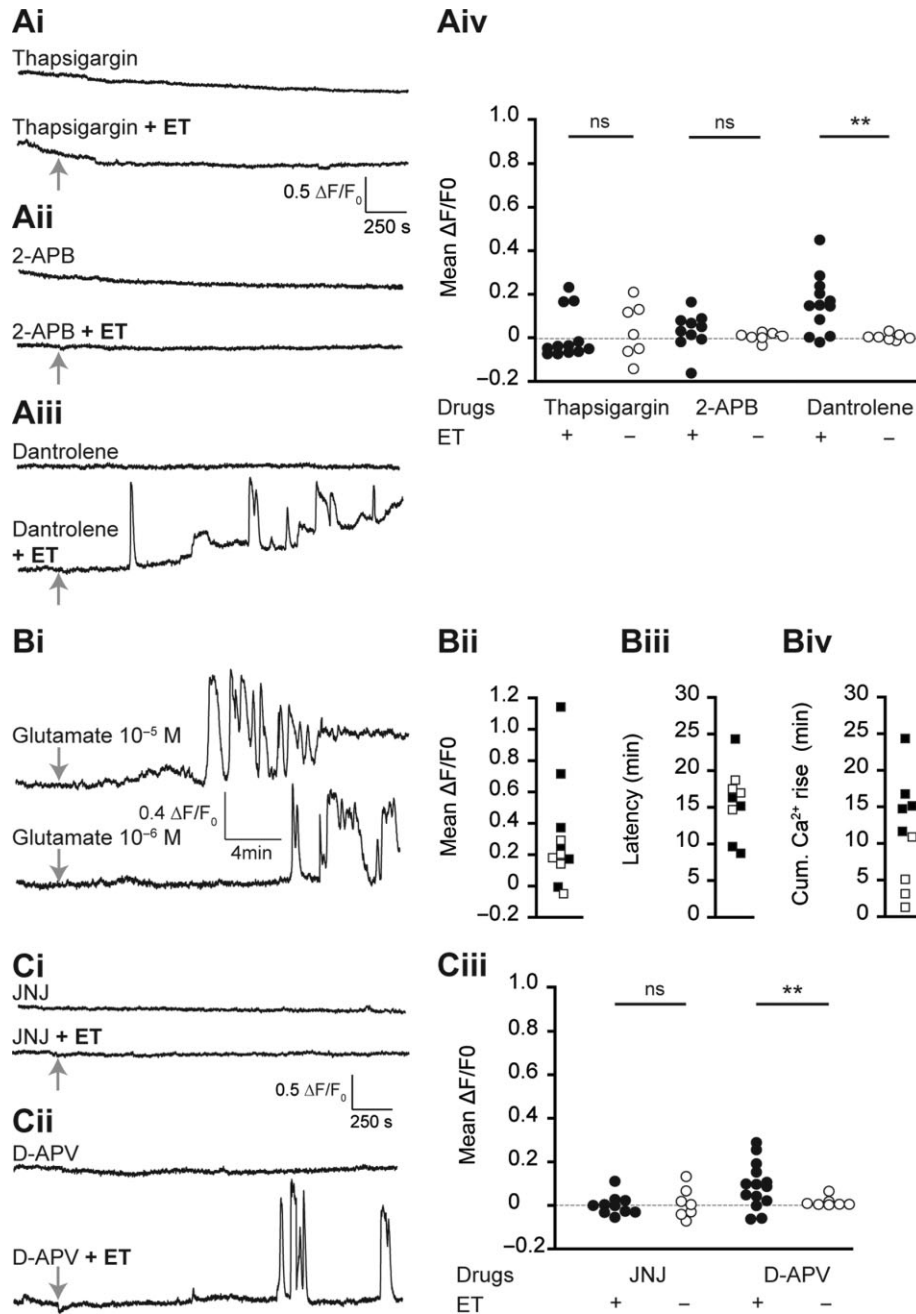 Ai
Thapsigargin
Thapsigargin + ET
0.5 ΔF/F0
250 s
Aii
2-APB
2-APB + ET
Aiii
Dantrolene
Dantrolene
+ ET
Aiv
ns
ns
**
1.0
0.8
0.6
0.4
0.2
0
−0.2
Mean ΔF/F0
Drugs Thapsigargin 2-APB Dantrolene
ET + − + − + −
Bi
Glutamate 10⁻⁵ M
0.4 ΔF/F0
4min
Glutamate 10⁻⁶ M
Bii
1.2
1.0
0.8
0.6
0.4
0.2
0
−0.2
Mean ΔF/F0
Biii
30
25
20
15
10
5
0
Latency (min)
Biv
30
25
20
15
10
5
0
Cum. Ca²⁺ rise (min)
Ci
JNJ
JNJ + ET
0.5 ΔF/F0
250 s
Cii
D-APV
D-APV + ET
Ciii
ns
**
1.0
0.8
0.6
0.4
0.2
0
−0.2
Mean ΔF/F0
Drugs JNJ D-APV
ET + − + −